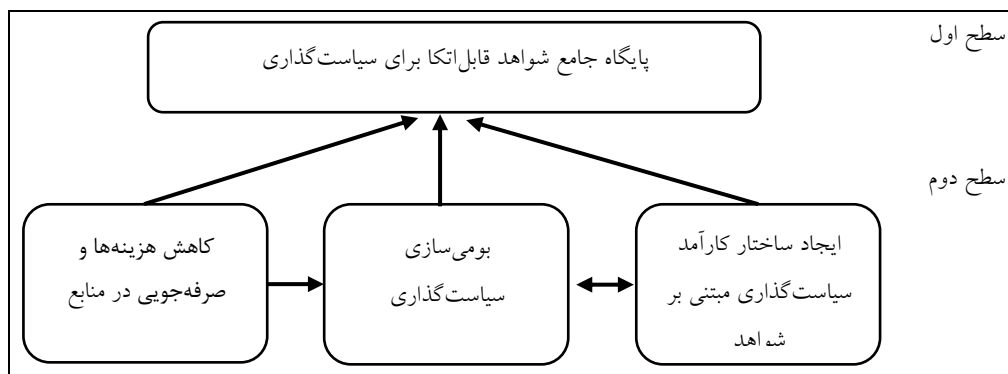 سطح اول
پایگاه جامع شواهد قابل‌اتکا برای سیاست‌گذاری
سطح دوم
ایجاد ساختار کارآمد
سیاست‌گذاری مبتنی بر
شواهد
بومی‌سازی
سیاست‌گذاری
کاهش هزینه‌ها و
صرفه‌جویی در منابع